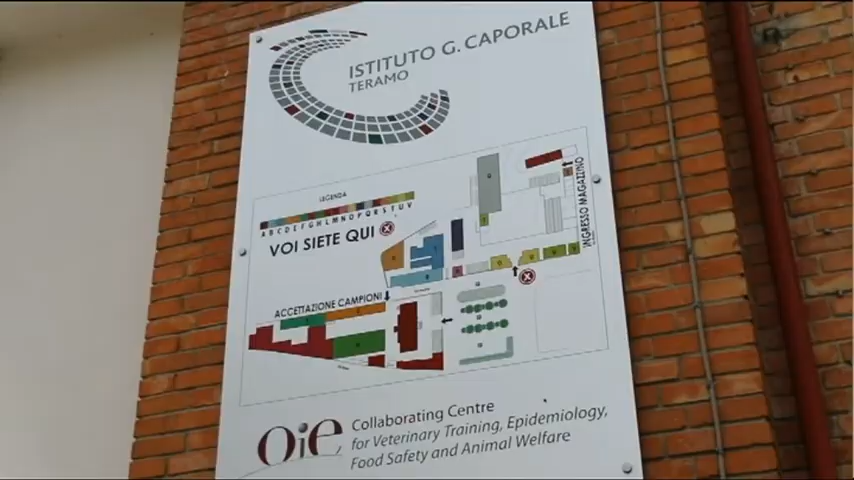 ISTITUTO G. CAPORALE
TERAMO
LEGENDA
A B C D E F G H L M N O P Q R S T U V
VOI SIETE QUI
INGRESSO MAGAZZINO
ACCETTAZIONE CAMPIONI
Oie
Collaborating Centre
for Veterinary Training, Epidemiology,
Food Safety and Animal Welfare